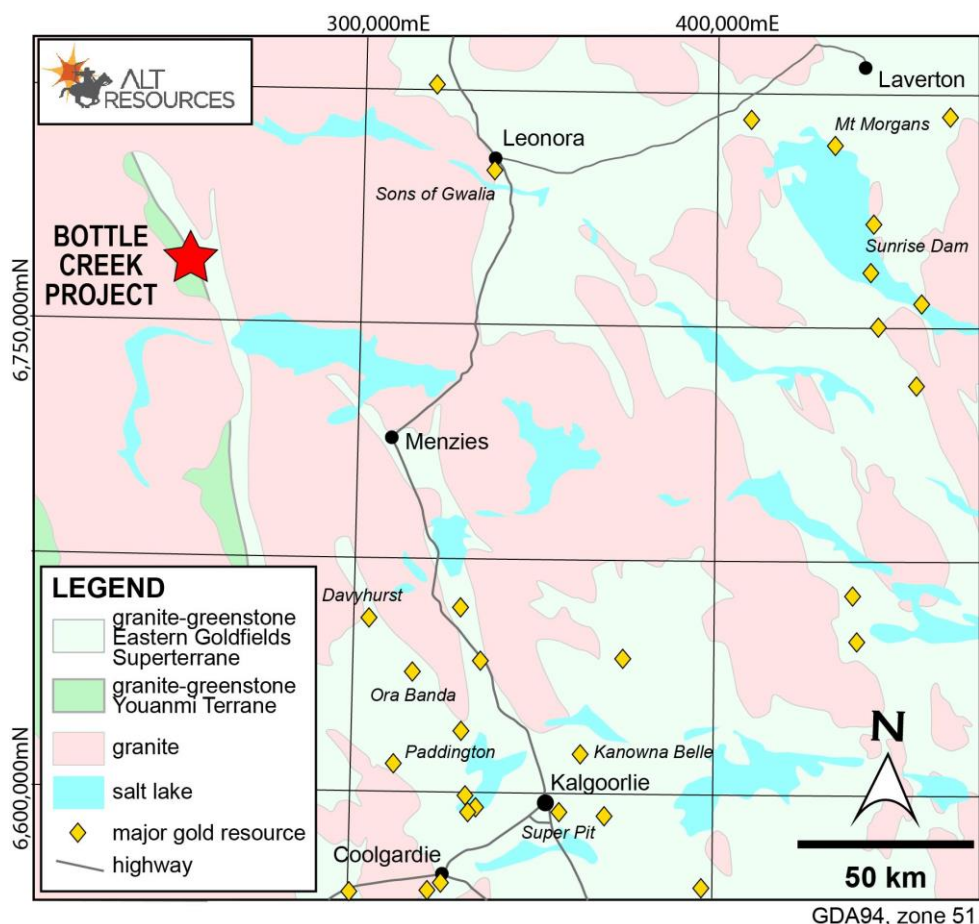 300,000mE
400,000mE
ALT
RESOURCES
Laverton
Mt Morgans
Leonora
Sons of Gwalia
BOTTLE
CREEK
PROJECT
Sunrise Dam
6,750,000mN
Menzies
LEGEND
granite-greenstone
Eastern Goldfields
Superterrane
granite-greenstone
Youanmi Terrane
granite
salt lake
major gold resource
highway
Davyhurst
Ora Banda
Paddington
Kanowna Belle
6,600,000mN
Kalgoorlie
Super Pit
Coolgardie
N
50 km
GDA94, zone 51